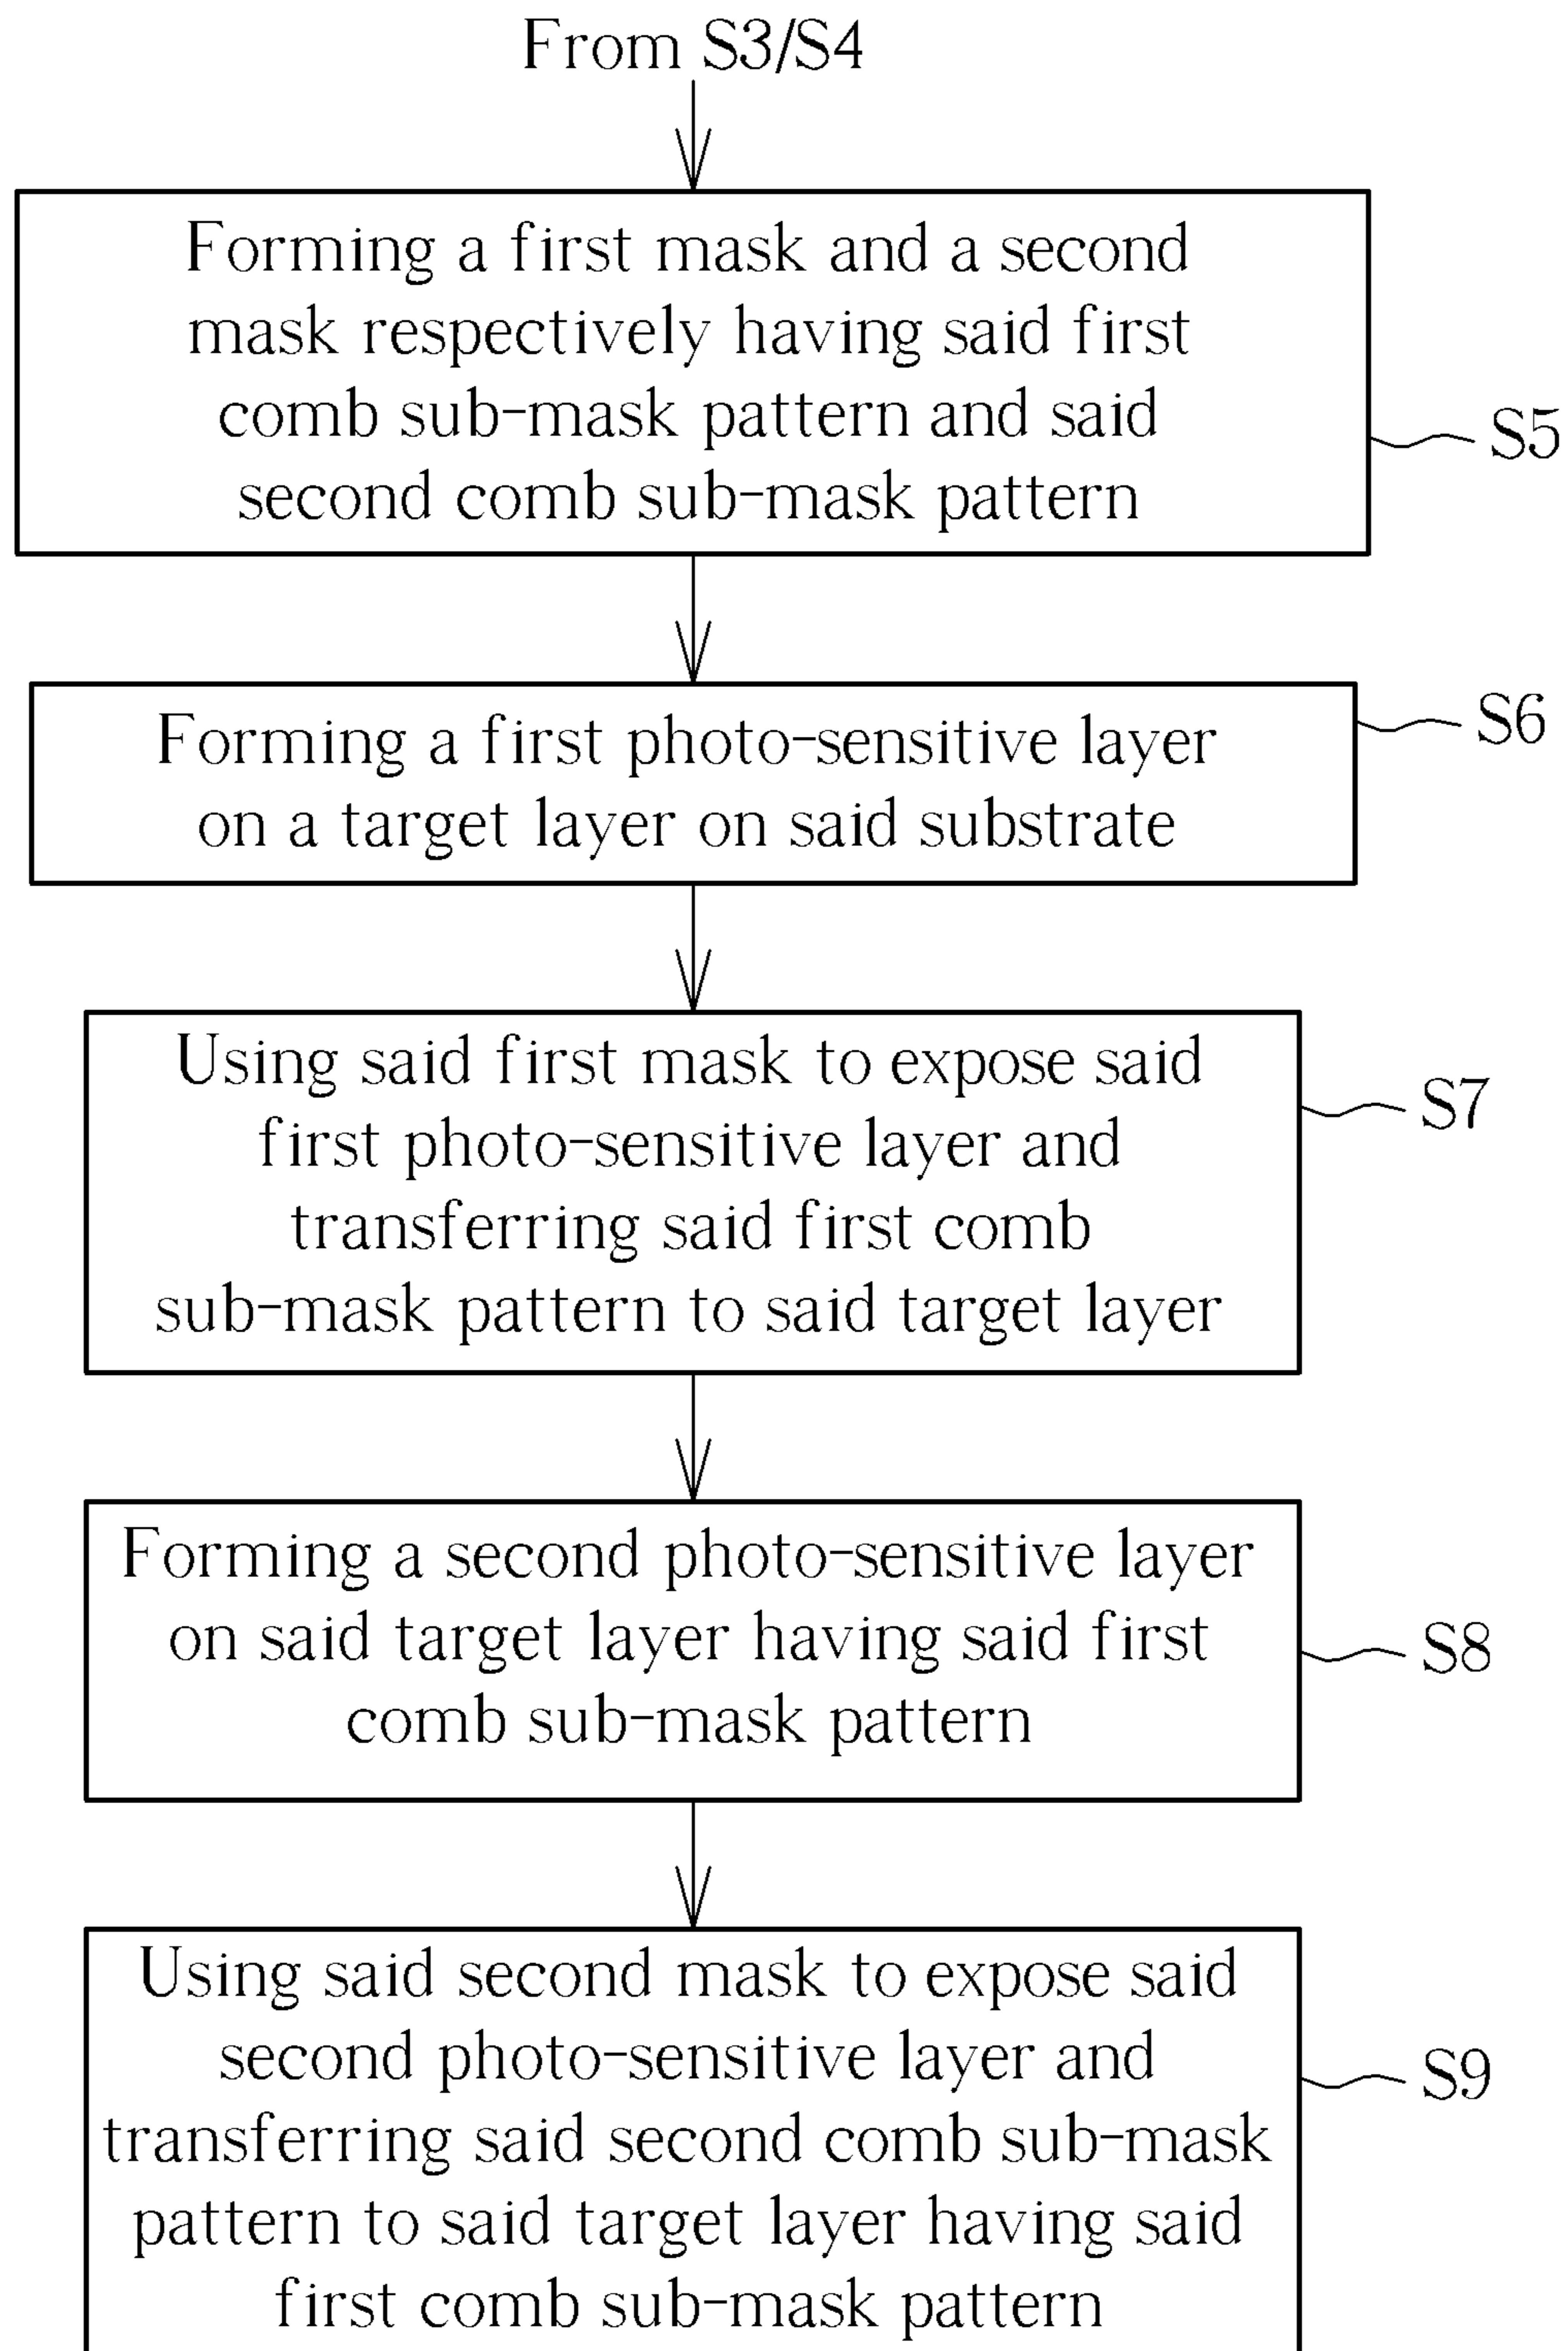 From S3/S4
Forming a first mask and a second
mask respectively having said first
comb sub-mask pattern and said
second comb sub-mask pattern
S5
Forming a first photo-sensitive layer
on a target layer on said substrate
S6
Using said first mask to expose said
first photo-sensitive layer and
transferring said first comb
sub-mask pattern to said target layer
S7
Forming a second photo-sensitive layer
on said target layer having said first
comb sub-mask pattern
S8
Using said second mask to expose said
second photo-sensitive layer and
transferring said second comb sub-mask
pattern to said target layer having said
first comb sub-mask pattern
S9